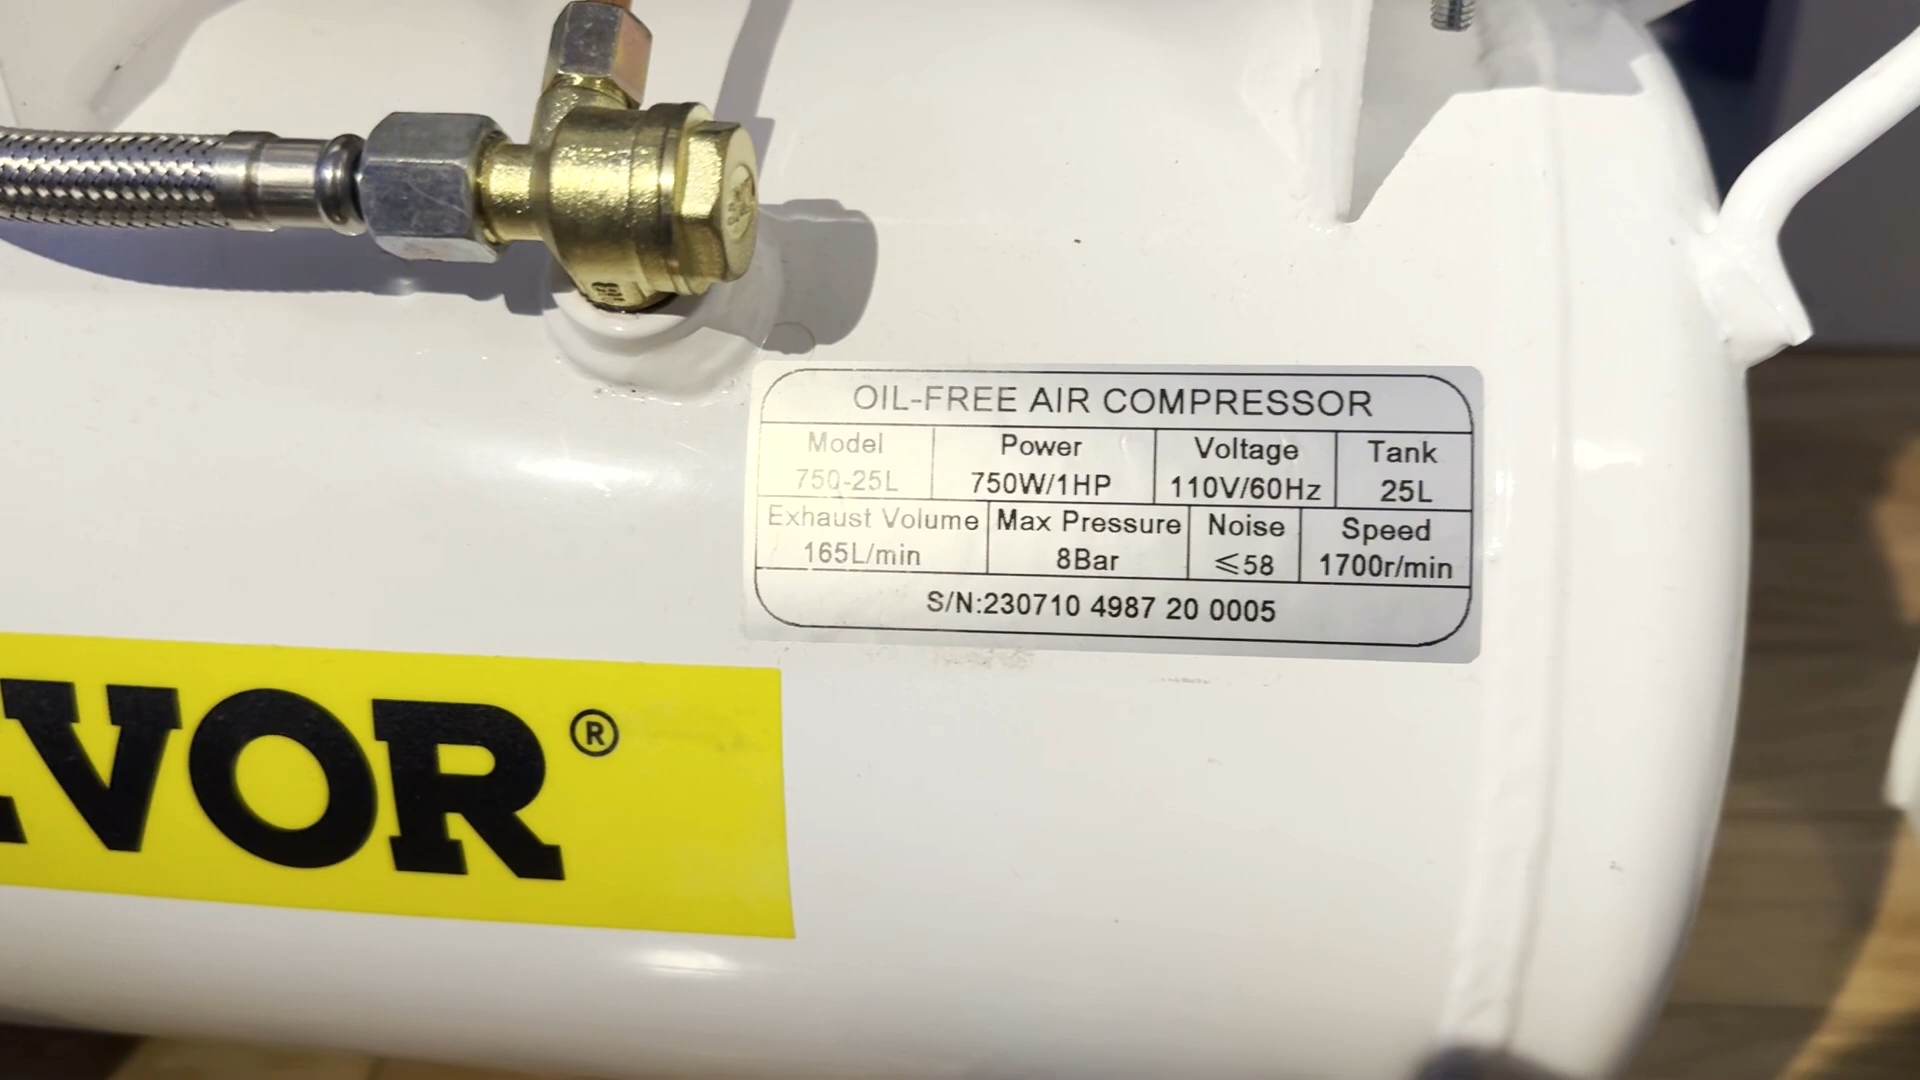 OIL-FREE AIR COMPRESSOR
Model Power Voltage Tank
750-25L 750W/1HP 110V/60Hz 25L
Exhaust Volume Max Pressure Noise Speed
165L/min 8Bar ≤58 1700r/min
S/N:230710 4987 20 0005
VOR®